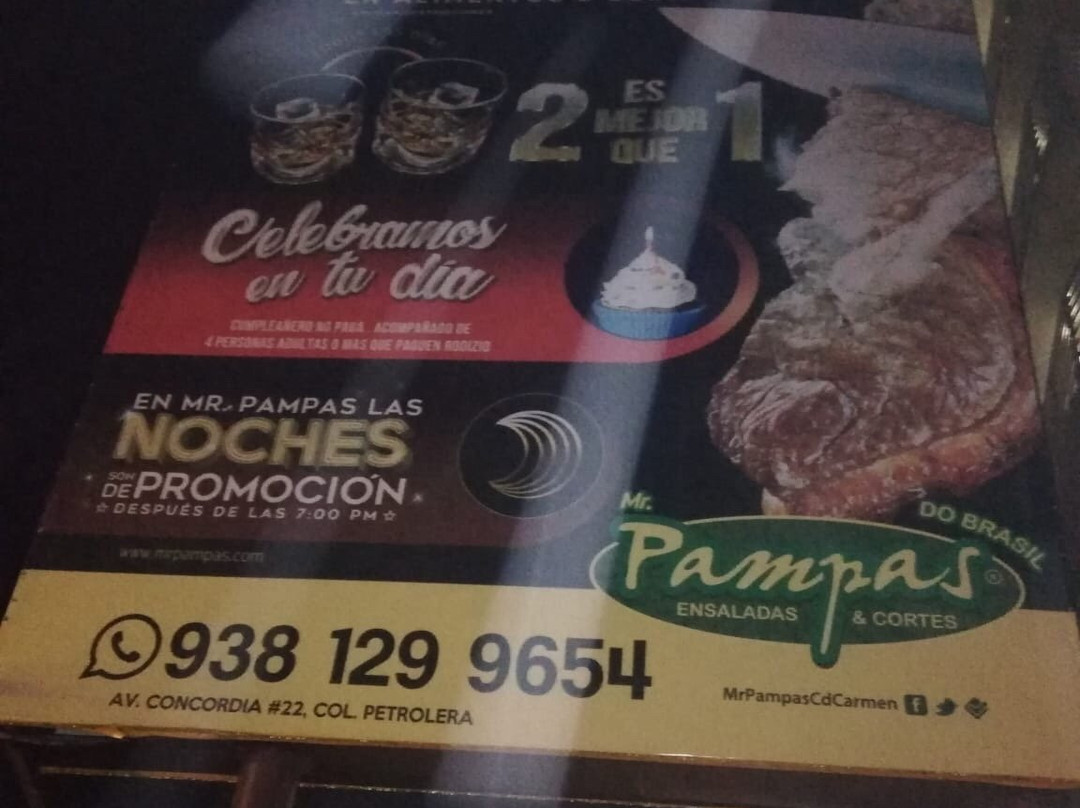 2 ES MEJOR QUE 1
Celebramos
en tu día
CUMPLEAÑERO NO PAGA. ACOMPAÑADO DE
4 PERSONAS ADULTAS O MAS QUE PAGUEN RODIZIO
EN MR. PAMPAS LAS
NOCHES
SON
DE PROMOCIÓN
☆ DESPUÉS DE LAS 7:00 PM ☆
www.mrpampas.com
Mr.
Pampas®
DO BRASIL
ENSALADAS & CORTES
938 129 9654
AV. CONCORDIA #22, COL. PETROLERA
MrPampasCdCarmen